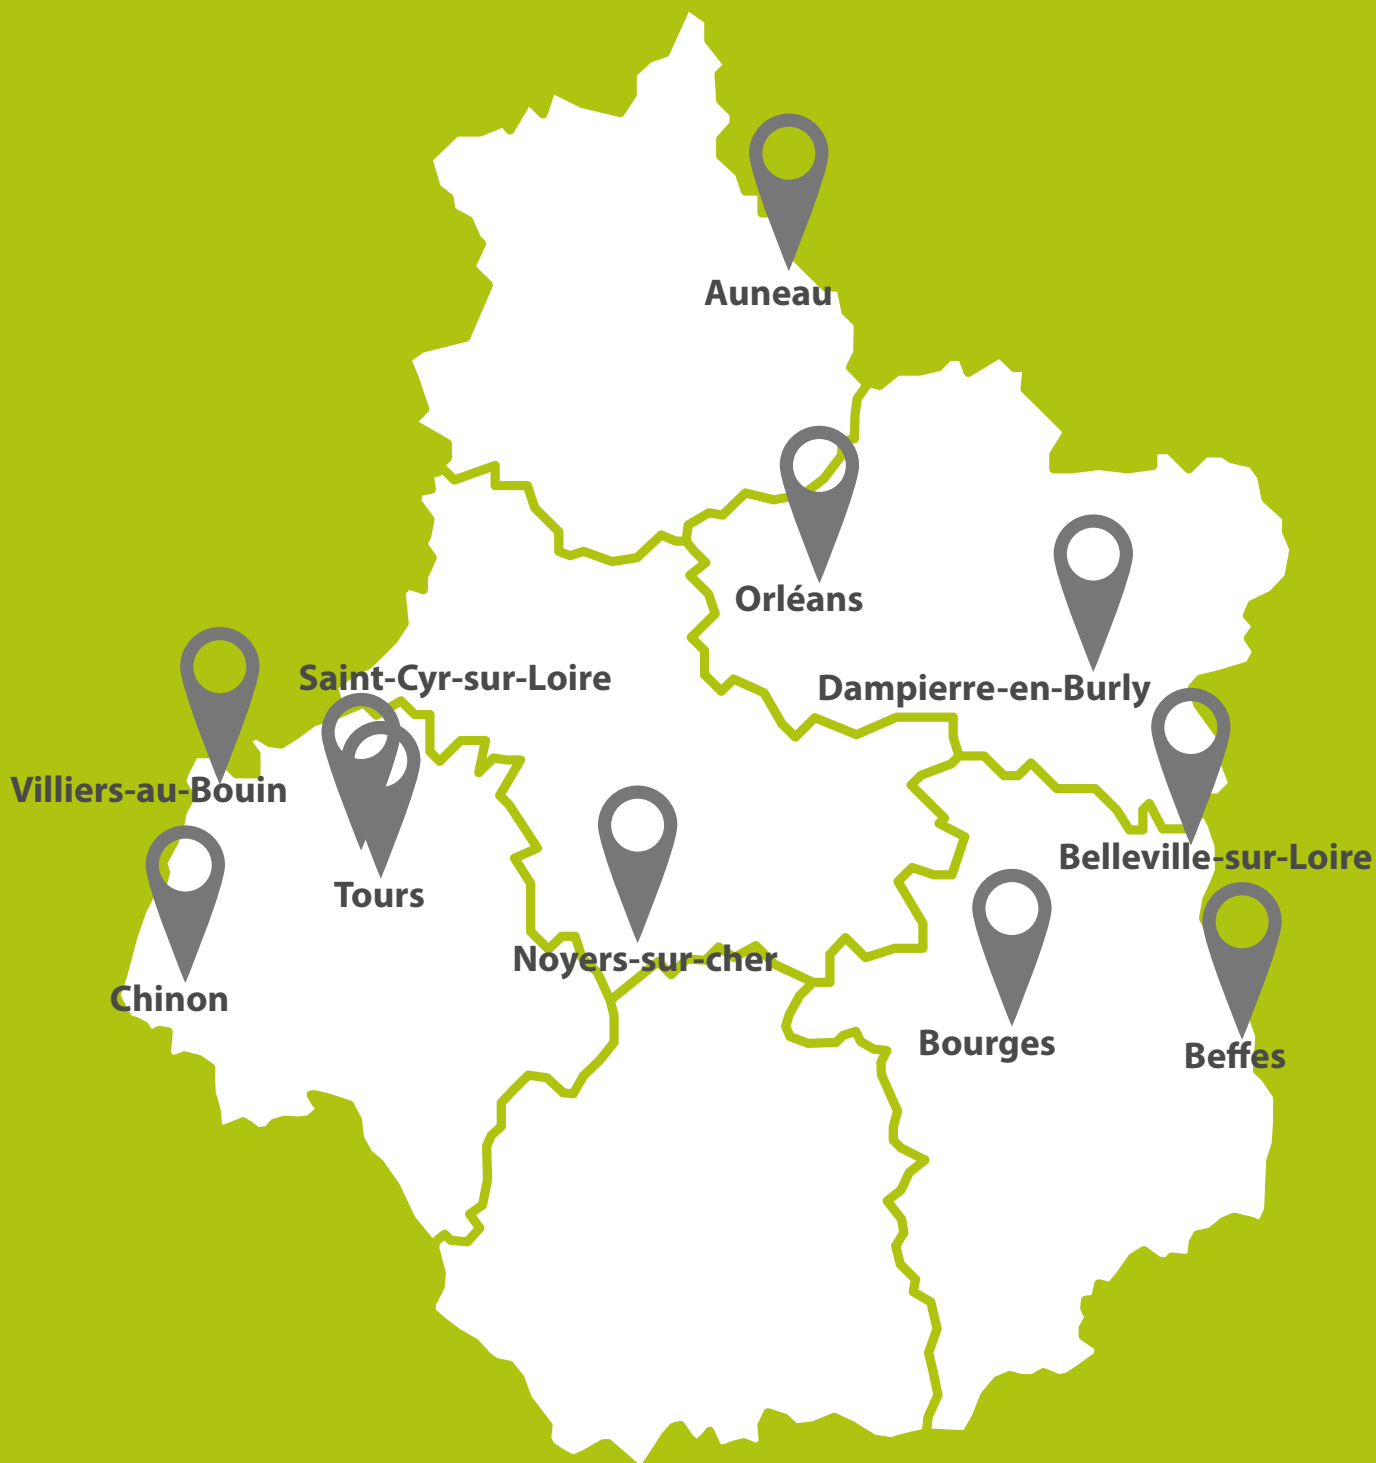 Auneau
Orléans
Saint-Cyr-sur-Loire
Dampierre-en-Burly
Villiers-au-Bouin
Belleville-sur-Loire
Tours
Noyers-sur-cher
Chinon
Bourges
Beffes